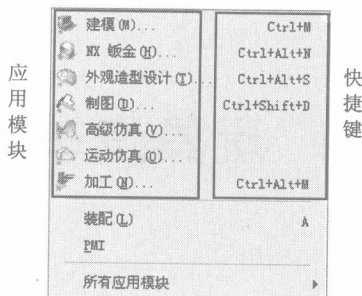 应用模块
建模(M)... Ctrl+M
NX 钣金(H)... Ctrl+Alt+N
外观造型设计(T)... Ctrl+Alt+S
制图(D)... Ctrl+Shift+D
高级仿真(V)...
运动仿真(O)...
加工(N)... Ctrl+Alt+M
装配(L) A
PMI
所有应用模块
快捷键